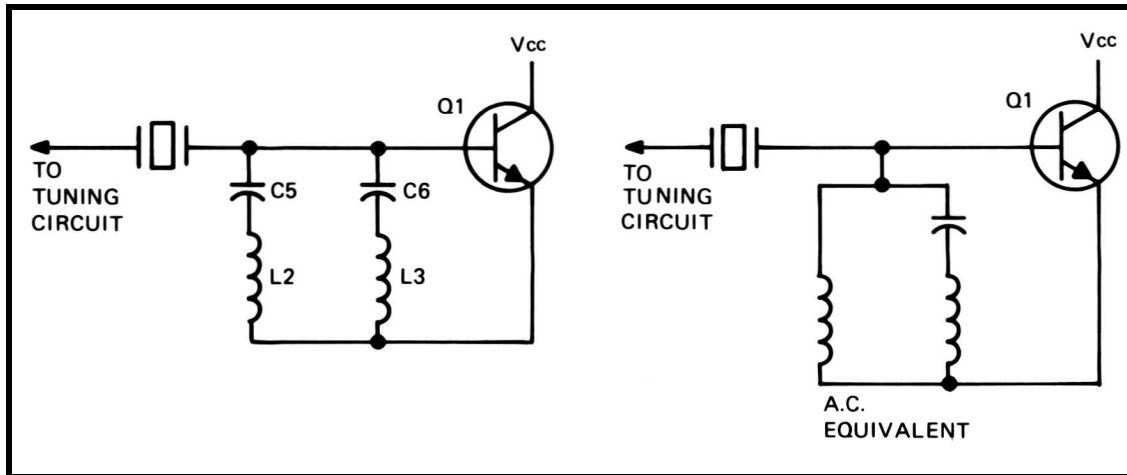 Vcc
Q1
TO
TUNING
CIRCUIT
C5
C6
L2
L3
Vcc
Q1
TO
TUNING
CIRCUIT
A.C.
EQUIVALENT